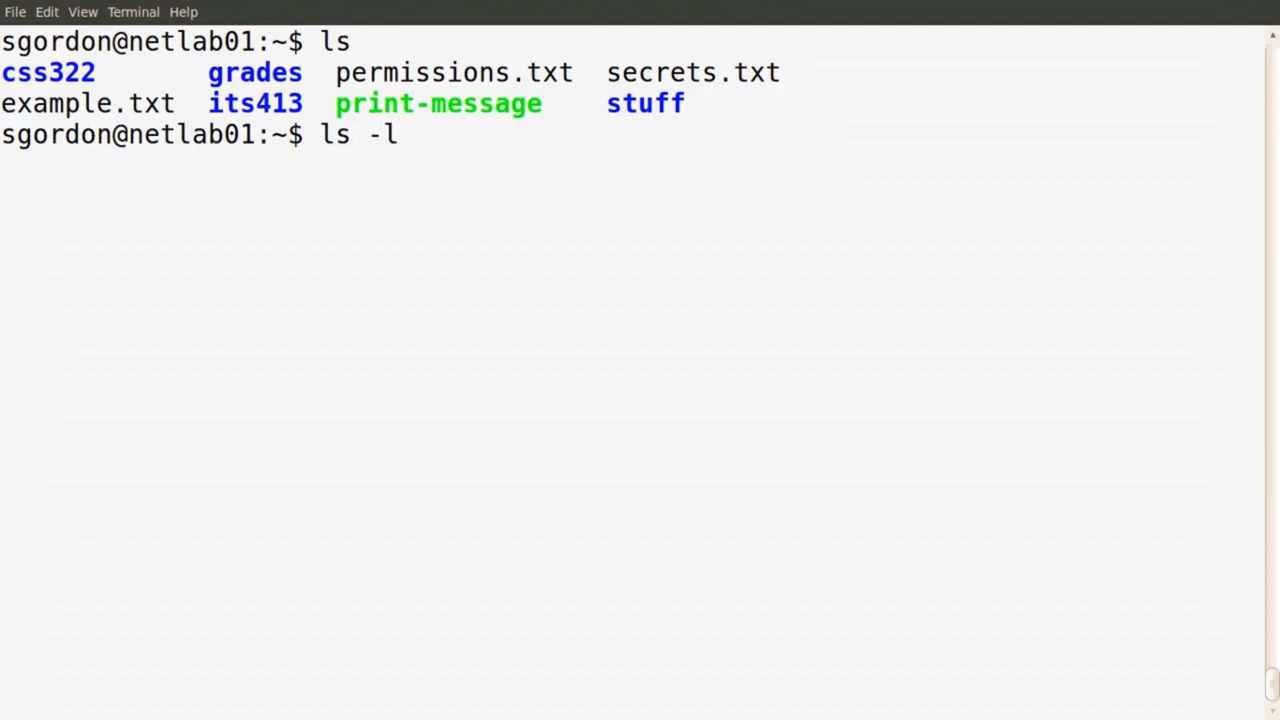 File Edit View Terminal Help
sgordon@netlab01:~$ ls
css322       grades  permissions.txt  secrets.txt
example.txt  its413  print-message    stuff
sgordon@netlab01:~$ ls -l